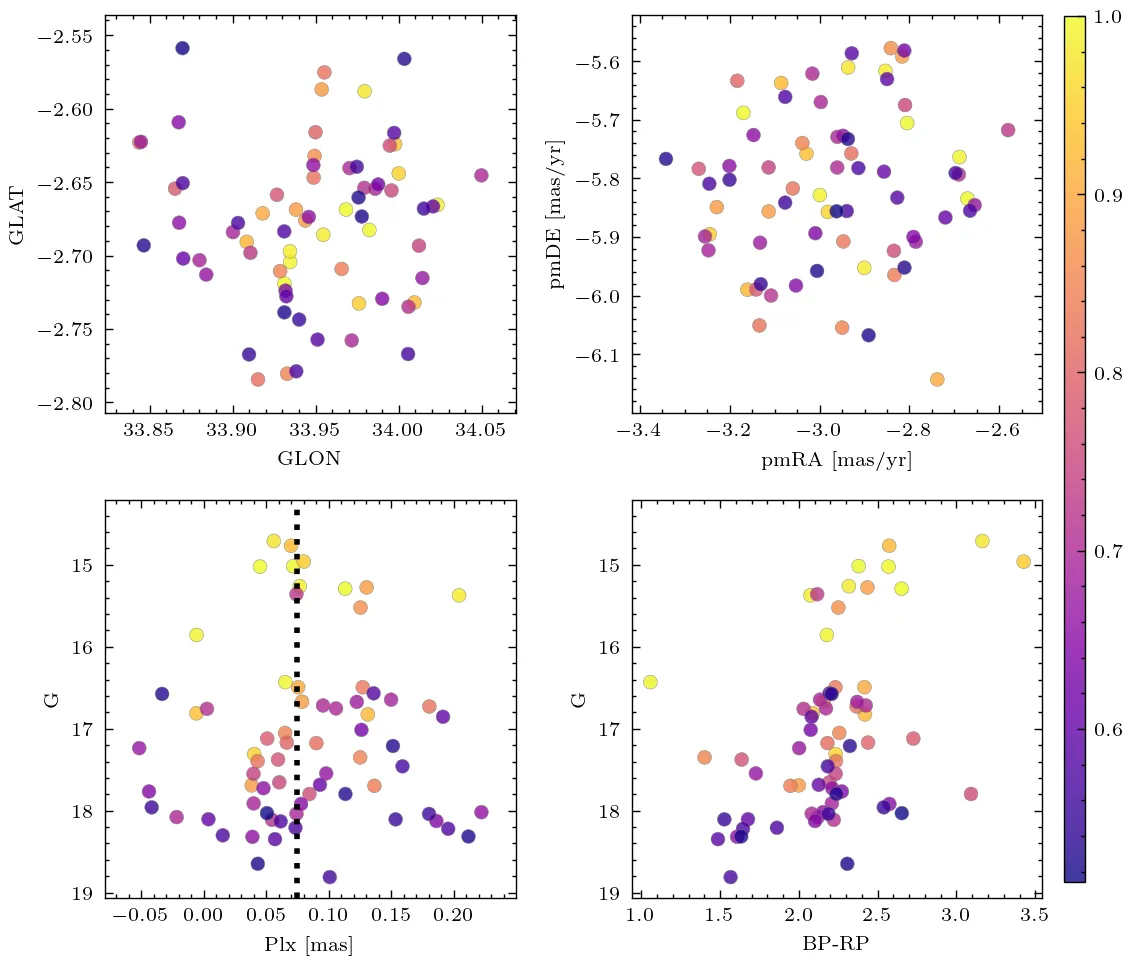 −2.55
−2.60
−2.65
−2.70
−2.75
−2.80
GLAT
33.85 33.90 33.95 34.00 34.05
GLON
−5.6
−5.7
−5.8
−5.9
−6.0
−6.1
pmDE [mas/yr]
−3.4 −3.2 −3.0 −2.8 −2.6
pmRA [mas/yr]
1.0
0.9
0.8
0.7
0.6
15
16
17
18
19
G
−0.05 0.00 0.05 0.10 0.15 0.20
Plx [mas]
15
16
17
18
19
G
1.0 1.5 2.0 2.5 3.0 3.5
BP-RP